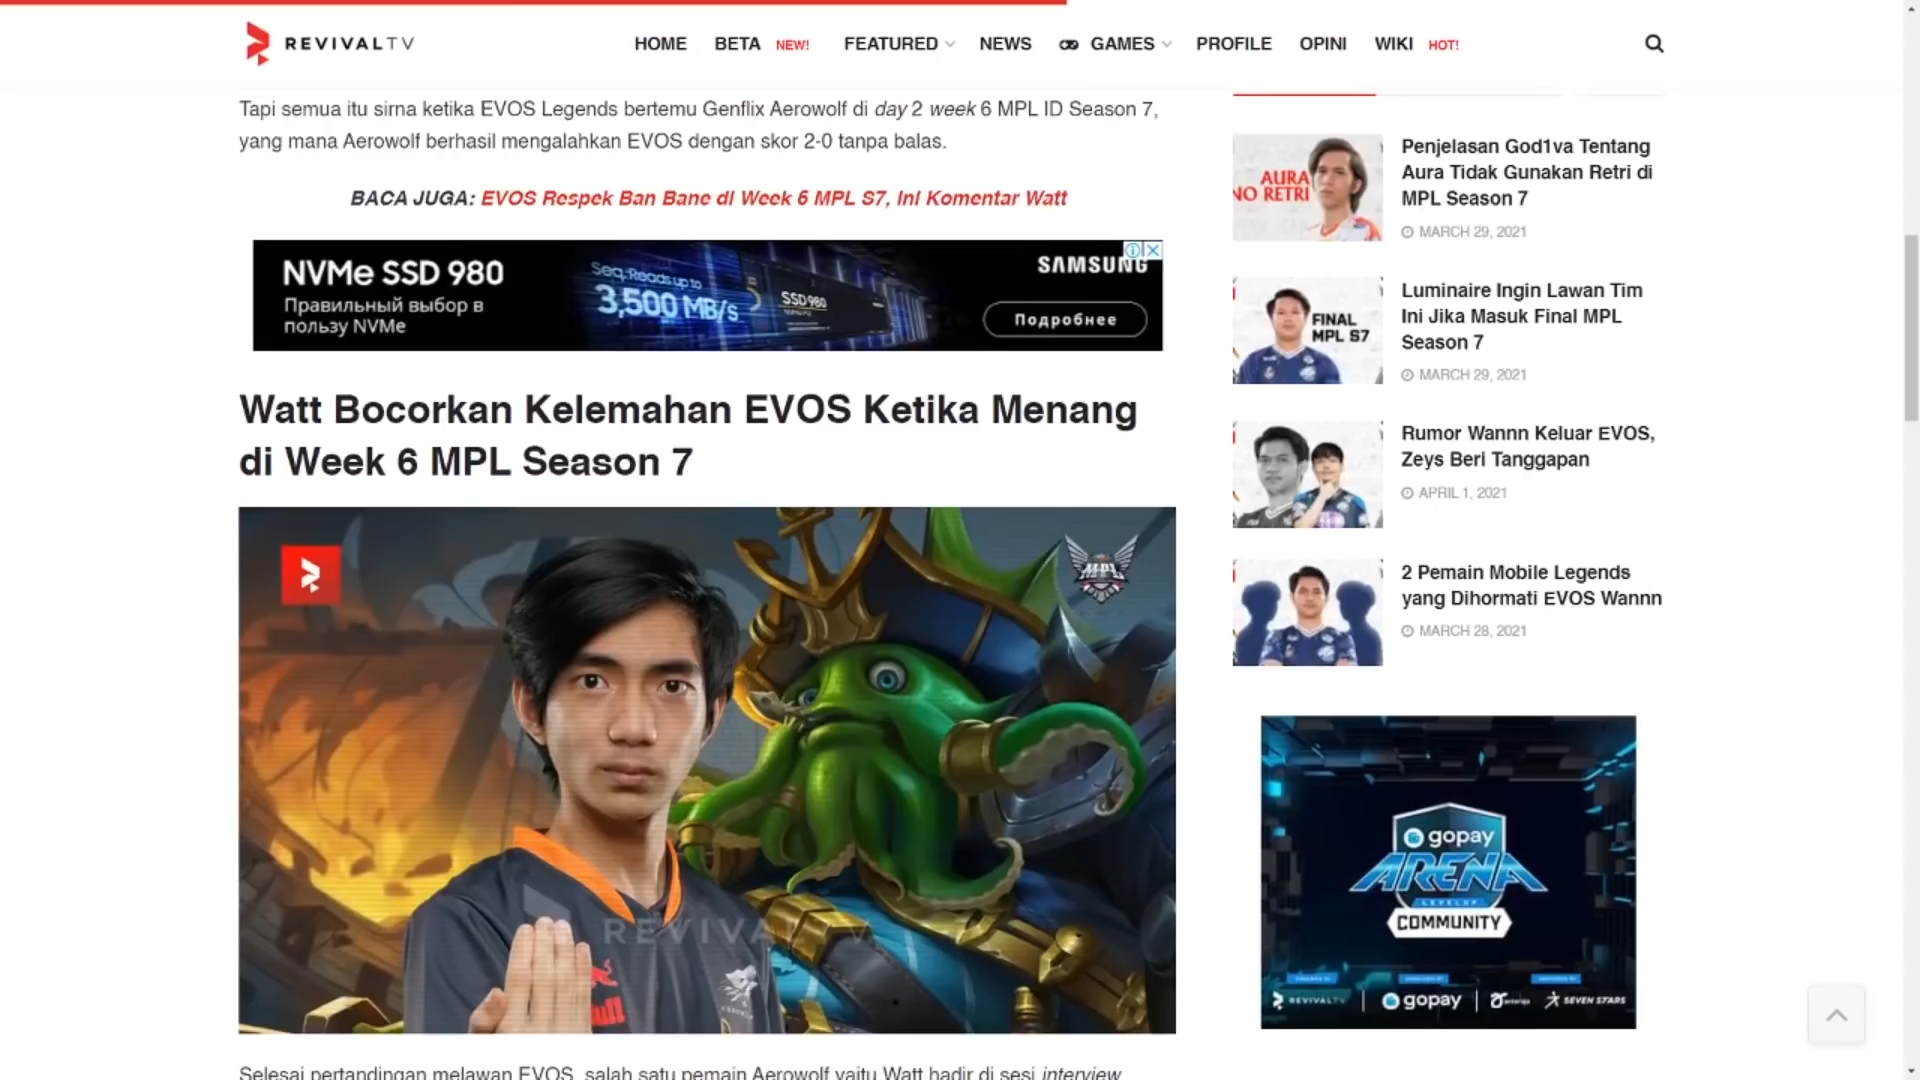 REVIVALTV
HOME BETA NEW! FEATURED NEWS GAMES PROFILE OPINI WIKI HOT!
Tapi semua itu sirna ketika EVOS Legends bertemu Genflix Aerowolf di day 2 week 6 MPL ID Season 7,
yang mana Aerowolf berhasil mengalahkan EVOS dengan skor 2-0 tanpa balas.
BACA JUGA: EVOS Respek Ban Bane di Week 6 MPL S7, Ini Komentar Watt
NVMe SSD 980
Правильный выбор в
пользу NVMe
Seq. Reads up to
3,500 MB/s
SSD 980
SAMSUNG
Подробнее
Watt Bocorkan Kelemahan EVOS Ketika Menang
di Week 6 MPL Season 7
MPL
REVIVALTV
Red Bull
Selesai pertandingan melawan EVOS, salah satu pemain Aerowolf yaitu Watt hadir di sesi interview
AURA
NO RETRI
Penjelasan God1va Tentang
Aura Tidak Gunakan Retri di
MPL Season 7
MARCH 29, 2021
FINAL
MPL S7
Luminaire Ingin Lawan Tim
Ini Jika Masuk Final MPL
Season 7
MARCH 29, 2021
Rumor Wannn Keluar EVOS,
Zeys Beri Tanggapan
APRIL 1, 2021
2 Pemain Mobile Legends
yang Dihormati EVOS Wannn
MARCH 28, 2021
gopay
ARENA
LEVELUP
COMMUNITY
REVIVALTV gopay SEVEN STARS